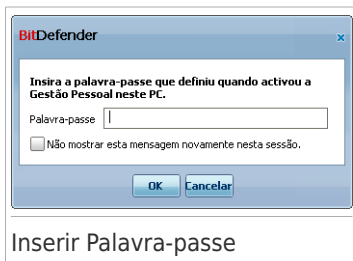 BitDefender
x
Insira a palavra-passe que definiu quando activou a
Gestão Pessoal neste PC.
Palavra-passe
Não mostrar esta mensagem novamente nesta sessão.
OK Cancelar
Inserir Palavra-passe